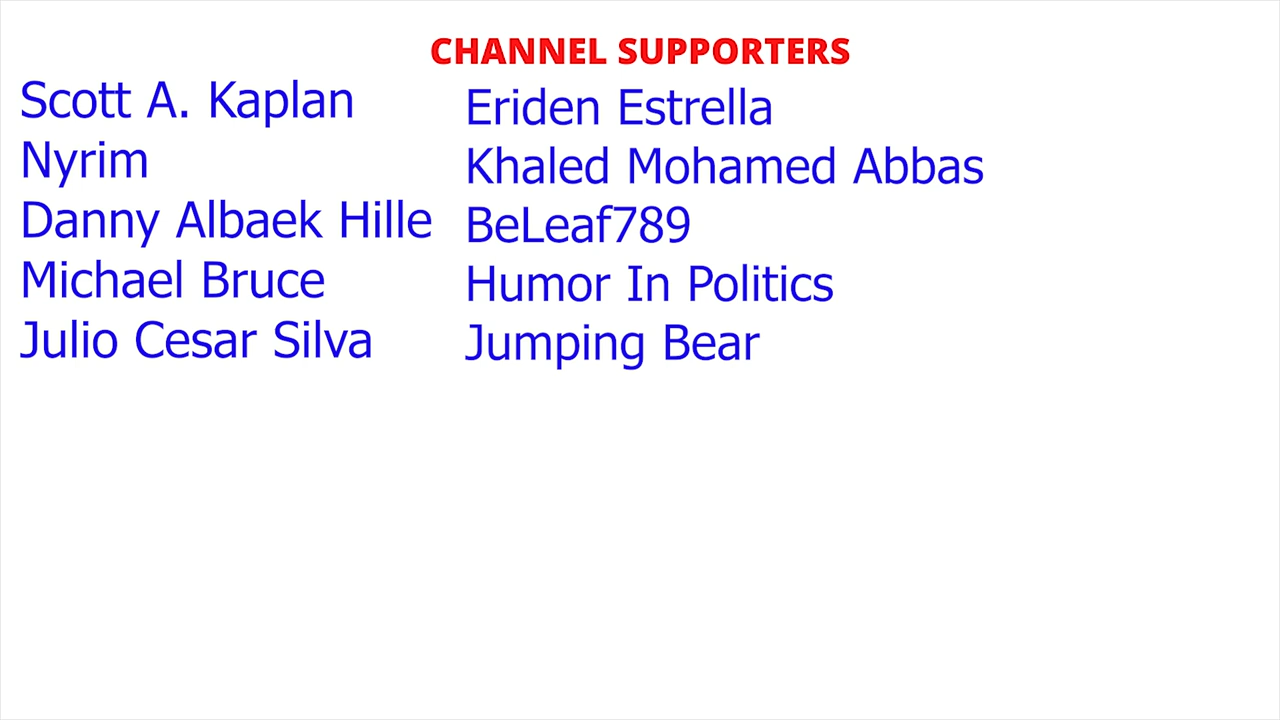 CHANNEL SUPPORTERS
Scott A. Kaplan
Nyrim
Danny Albaek Hille
Michael Bruce
Julio Cesar Silva
Eriden Estrella
Khaled Mohamed Abbas
BeLeaf789
Humor In Politics
Jumping Bear